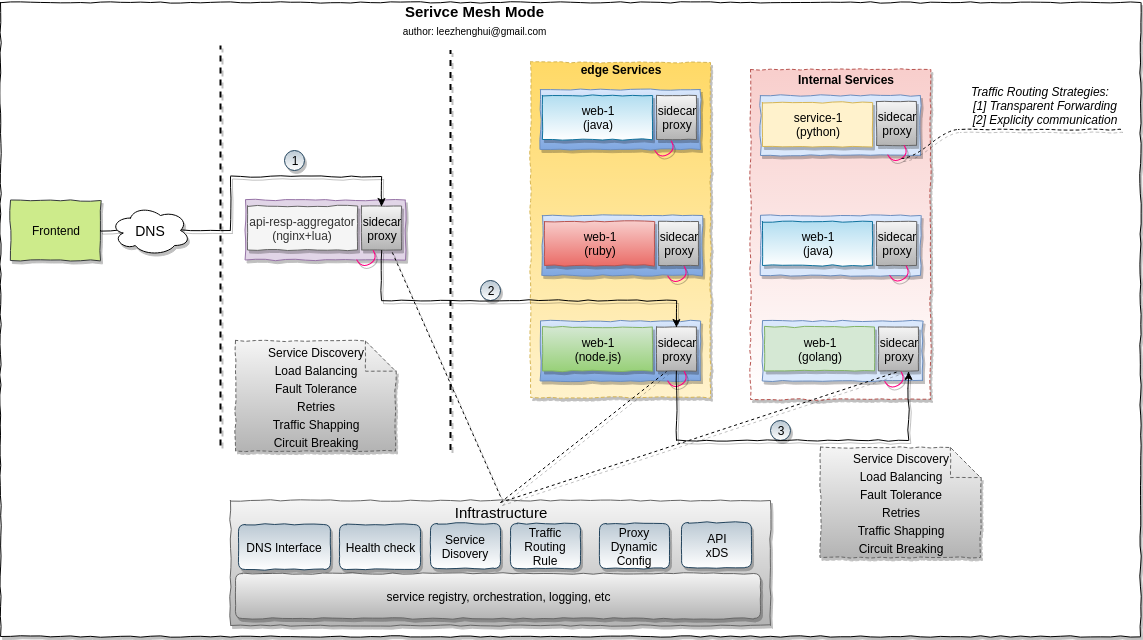 Serivce Mesh Mode
author: leezhenghui@gmail.com
edge Services
Internal Services
Traffic Routing Strategies:
[1] Transparent Forwarding
[2] Explicity communication
web-1
(java)
sidecar
proxy
service-1
(python)
sidecar
proxy
1
Frontend
DNS
api-resp-aggregator
(nginx+lua)
sidecar
proxy
web-1
(ruby)
sidecar
proxy
web-1
(java)
sidecar
proxy
2
web-1
(node.js)
sidecar
proxy
web-1
(golang)
sidecar
proxy
Service Discovery
Load Balancing
Fault Tolerance
Retries
Traffic Shapping
Circuit Breaking
3
Service Discovery
Load Balancing
Fault Tolerance
Retries
Traffic Shapping
Circuit Breaking
Inftrastructure
DNS Interface
Health check
Service
Disovery
Traffic
Routing
Rule
Proxy
Dynamic
Config
API
xDS
service registry, orchestration, logging, etc